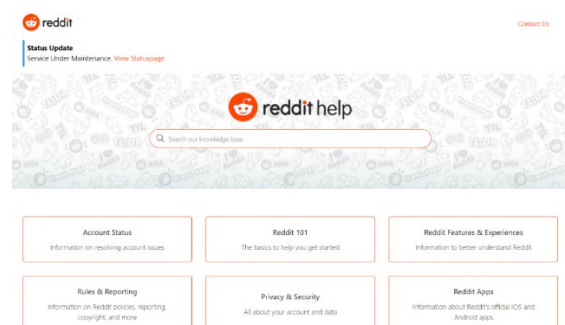 reddit
Contact Us
Status Update
Service Under Maintenance. View Statuspage
reddit help
Search our knowledge base
Account Status
Information on resolving account issues
Reddit 101
The basics to help you get started
Reddit Features & Experiences
Information to better understand Reddit
Rules & Reporting
Information on Reddit policies, reporting,
copyright, and more
Privacy & Security
All about your account and data
Reddit Apps
Information about Reddit's official iOS and
Android apps